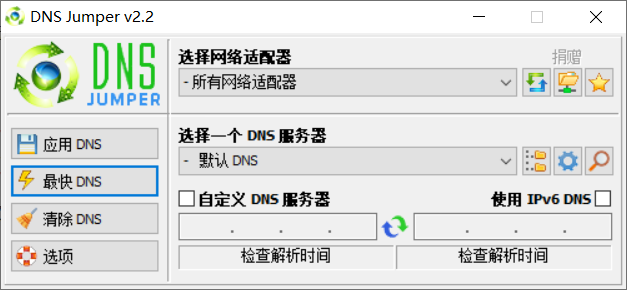 DNS Jumper v2.2
DNS
JUMPER
选择网络适配器
捐赠
- 所有网络适配器
应用 DNS
最快 DNS
清除 DNS
选项
选择一个 DNS 服务器
- 默认 DNS
自定义 DNS 服务器
使用 IPv6 DNS
. . .
. . .
检查解析时间
检查解析时间